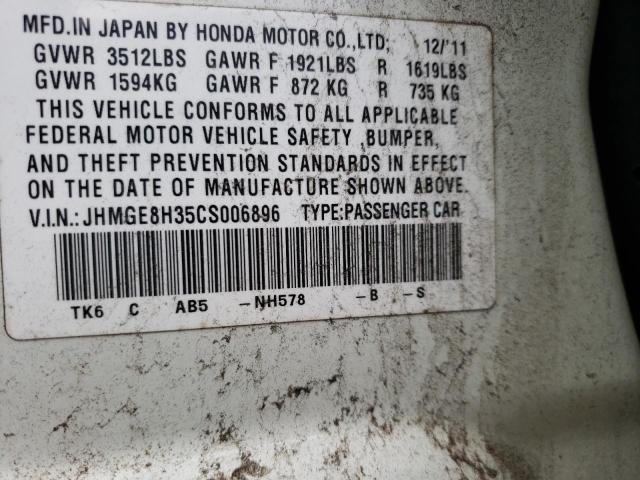 MFD.IN JAPAN BY HONDA MOTOR CO.,LTD; 12/'11
GVWR 3512LBS GAWR F 1921LBS R 1619LBS
GVWR 1594KG GAWR F 872 KG R 735 KG
THIS VEHICLE CONFORMS TO ALL APPLICABLE
FEDERAL MOTOR VEHICLE SAFETY ,BUMPER,
AND THEFT PREVENTION STANDARDS IN EFFECT
ON THE DATE OF MANUFACTURE SHOWN ABOVE.
V.I.N.:JHMGE8H35CS006896 TYPE:PASSENGER CAR
TK6 C AB5 -NH578 -B -S